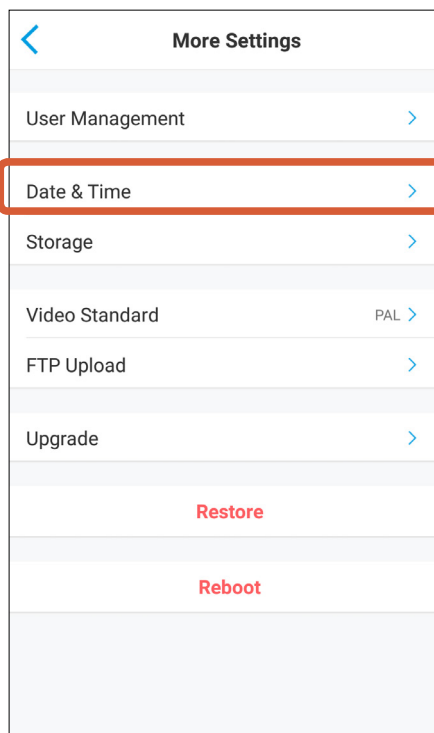 More Settings
User Management
Date & Time
Storage
Video Standard PAL
FTP Upload
Upgrade
Restore
Reboot